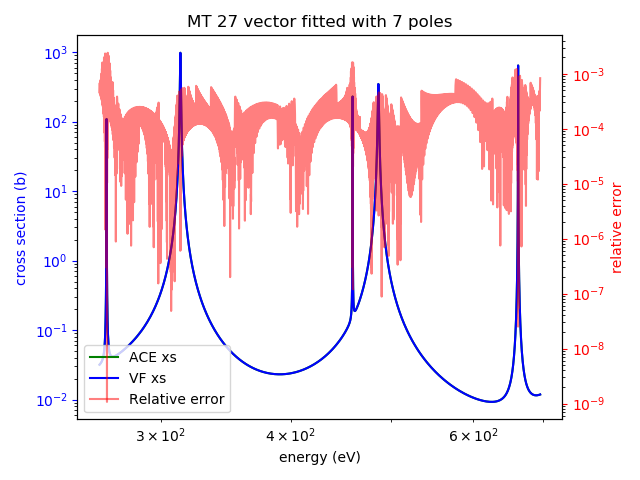 MT 27 vector fitted with 7 poles
cross section (b)
10³
10²
10¹
10⁰
10⁻¹
10⁻²
10⁻³
10⁻⁴
10⁻⁵
10⁻⁶
10⁻⁷
10⁻⁸
10⁻⁹
relative error
ACE xs
VF xs
Relative error
3 × 10² 4 × 10² 6 × 10²
energy (eV)